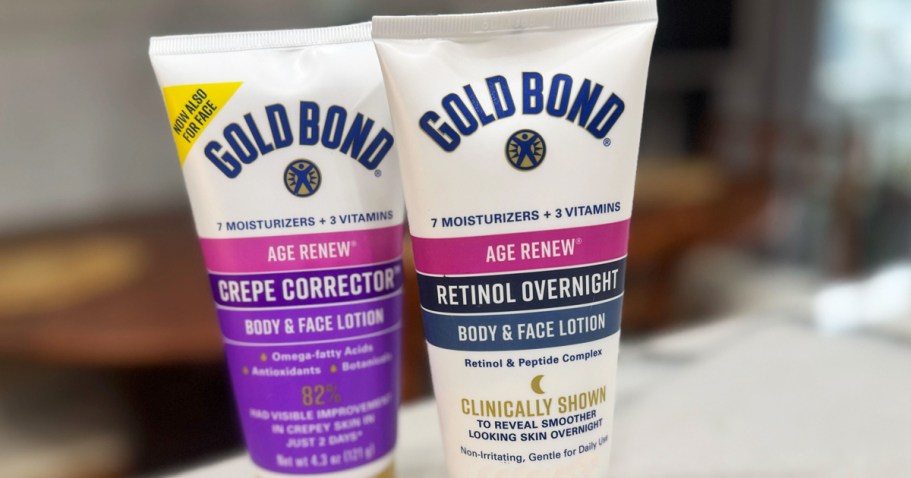 NOW ALSO
FOR FACE
GOLD BOND®
7 MOISTURIZERS + 3 VITAMINS
AGE RENEW®
CREPE CORRECTOR™
BODY & FACE LOTION
Omega-fatty Acids
Antioxidants Botanicals
82%
HAD VISIBLE IMPROVEMENT
IN CREPEY SKIN IN
JUST 2 DAYS*
Net wt 4.3 oz (121 g)
GOLD BOND®
7 MOISTURIZERS + 3 VITAMINS
AGE RENEW®
RETINOL OVERNIGHT
BODY & FACE LOTION
Retinol & Peptide Complex
CLINICALLY SHOWN
TO REVEAL SMOOTHER
LOOKING SKIN OVERNIGHT
Non-Irritating, Gentle for Daily Use